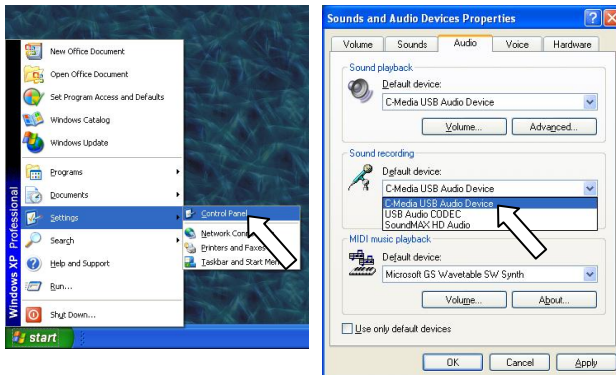 New Office Document
Open Office Document
Set Program Access and Defaults
Windows Catalog
Windows Update
Programs
Documents
Settings
Search
Help and Support
Run...
Shut Down...
Windows XP Professional
start
Control Panel
Network Con
Printers and Faxes
Taskbar and Start Men
Sounds and Audio Devices Properties
Volume Sounds Audio Voice Hardware
Sound playback
Default device:
C-Media USB Audio Device
Volume... Advanced...
Sound recording
Default device:
C-Media USB Audio Device
C-Media USB Audio Device
USB Audio CODEC
SoundMAX HD Audio
MIDI music playback
Default device:
Microsoft GS Wavetable SW Synth
Volume... About...
Use only default devices
OK Cancel Apply